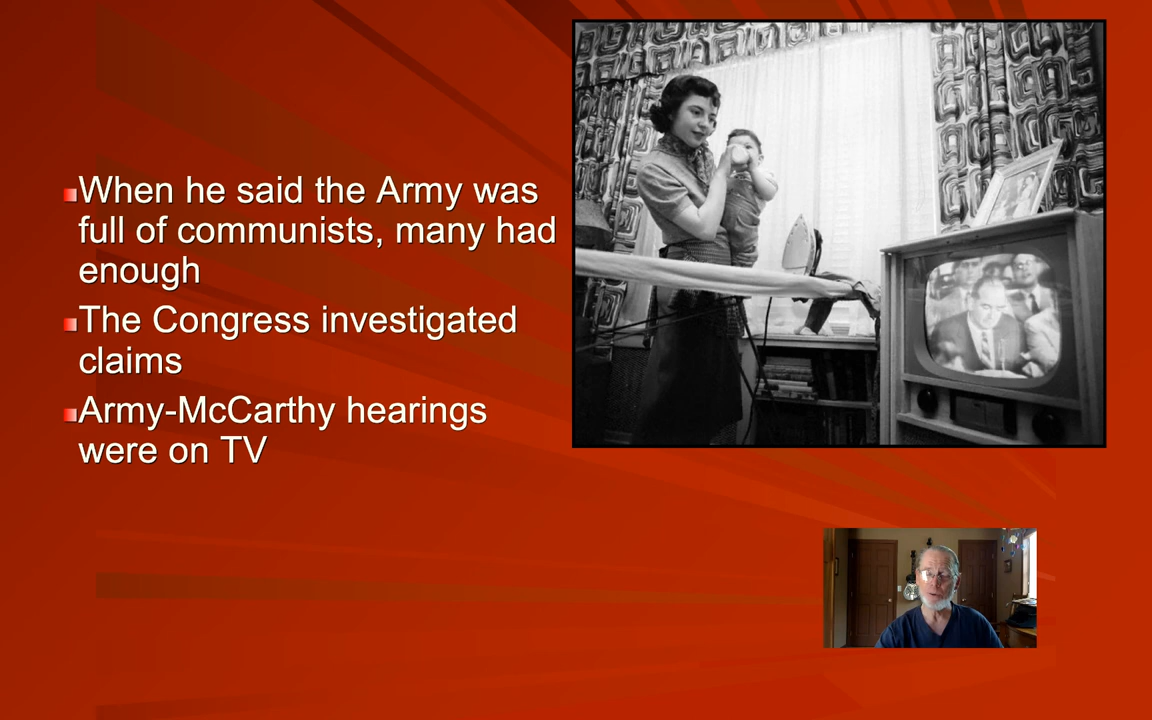 When he said the Army was
full of communists, many had
enough
The Congress investigated
claims
Army-McCarthy hearings
were on TV